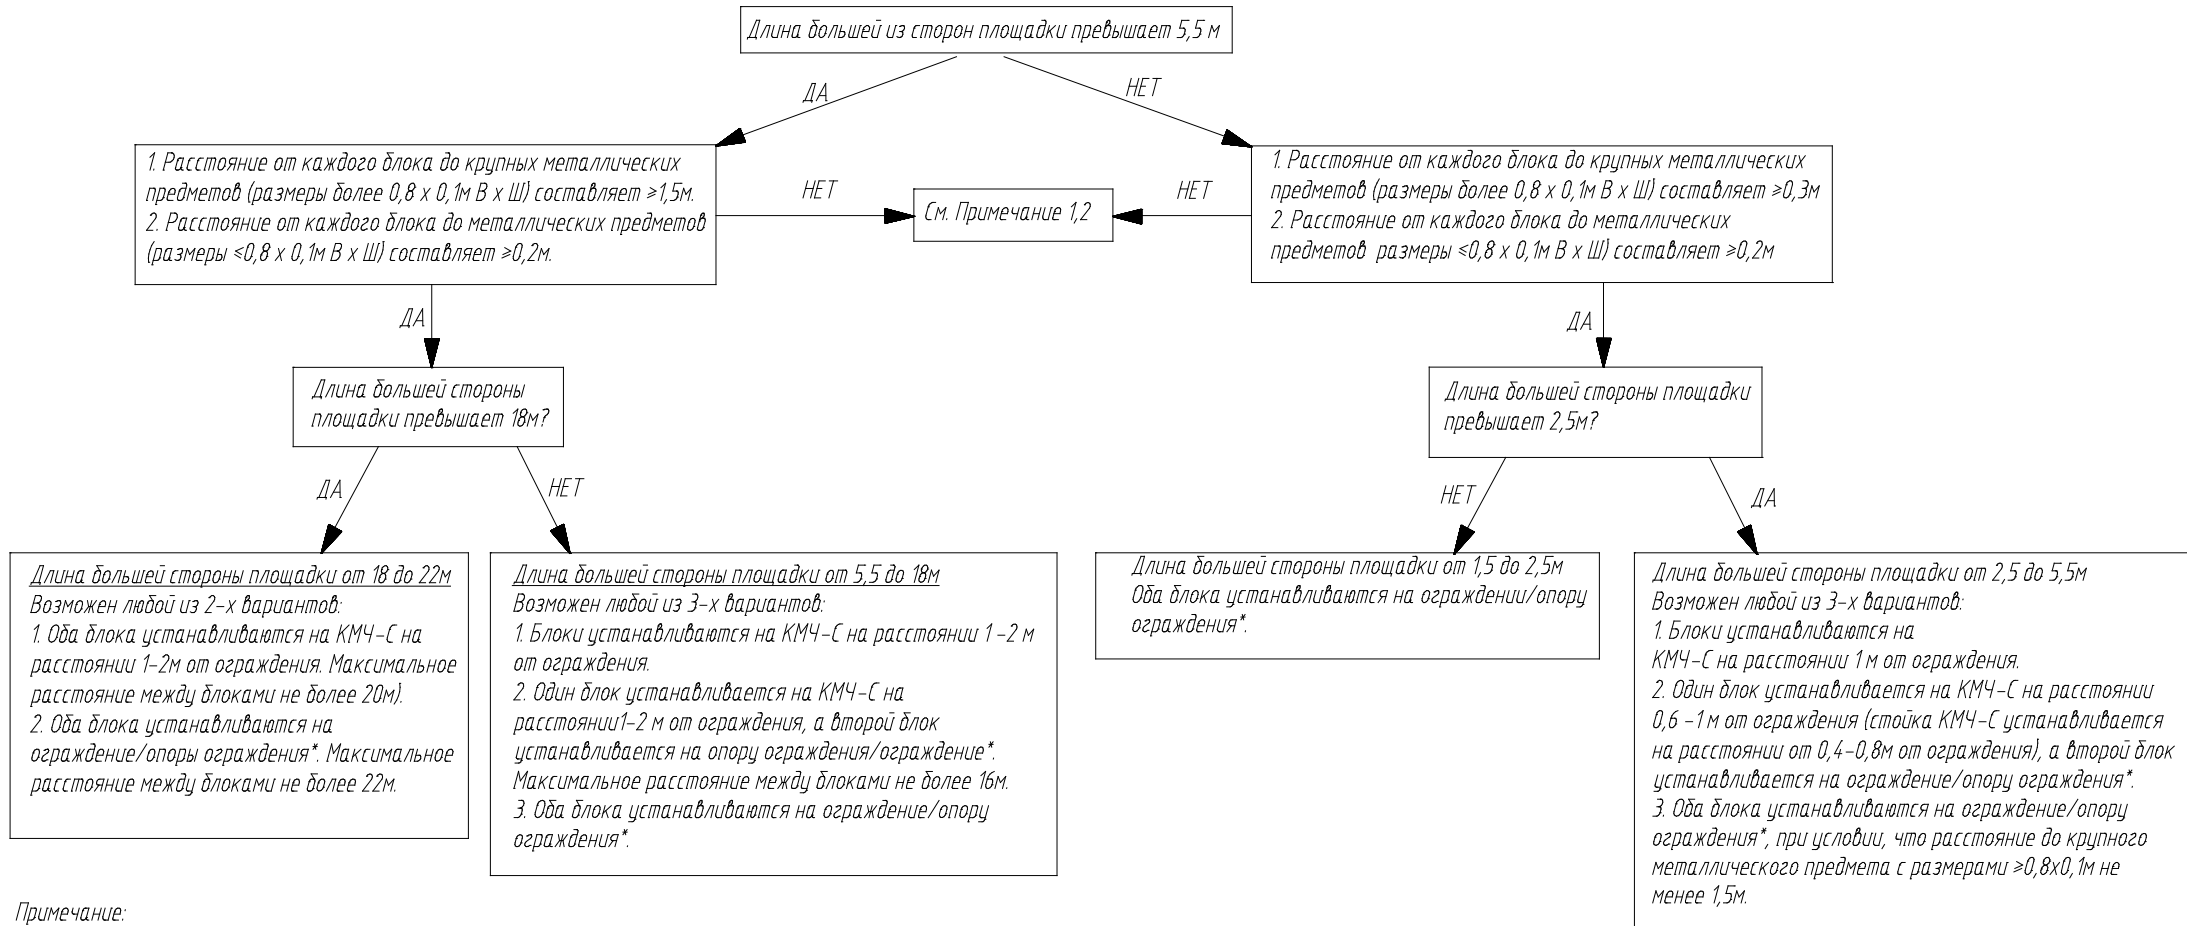 Длина большей из сторон площадки превышает 5,5 м
ДА
НЕТ
1. Расстояние от каждого блока до крупных металлических
предметов (размеры более 0,8 х 0,1м В х Ш) составляет ≥1,5м.
2. Расстояние от каждого блока до металлических предметов
(размеры ≤0,8 х 0,1м В х Ш) составляет ≥0,2м.
НЕТ
См. Примечание 1,2
НЕТ
1. Расстояние от каждого блока до крупных металлических
предметов (размеры более 0,8 х 0,1м В х Ш) составляет ≥0,3м
2. Расстояние от каждого блока до металлических
предметов размеры ≤0,8 х 0,1м В х Ш) составляет ≥0,2м
ДА
ДА
Длина большей стороны
площадки превышает 18м?
Длина большей стороны площадки
превышает 2,5м?
ДА
НЕТ
НЕТ
ДА
Длина большей стороны площадки от 18 до 22м
Возможен любой из 2-х вариантов:
1. Оба блока устанавливаются на КМЧ-С на
расстоянии 1-2м от ограждения. Максимальное
расстояние между блоками не более 20м).
2. Оба блока устанавливаются на
ограждение/опоры ограждения*. Максимальное
расстояние между блоками не более 22м.
Длина большей стороны площадки от 5,5 до 18м
Возможен любой из 3-х вариантов:
1. Блоки устанавливаются на КМЧ-С на расстоянии 1 -2 м
от ограждения.
2. Один блок устанавливается на КМЧ-С на
расстоянии1-2 м от ограждения, а второй блок
устанавливается на опору ограждения/ограждение*.
Максимальное расстояние между блоками не более 16м.
3. Оба блока устанавливаются на ограждение/опору
ограждения*.
Длина большей стороны площадки от 1,5 до 2,5м
Оба блока устанавливаются на ограждении/опору
ограждения*.
Длина большей стороны площадки от 2,5 до 5,5м
Возможен любой из 3-х вариантов:
1. Блоки устанавливаются на
КМЧ-С на расстоянии 1 м от ограждения.
2. Один блок устанавливается на КМЧ-С на расстоянии
0,6 -1 м от ограждения (стойка КМЧ-С устанавливается
на расстоянии от 0,4-0,8м от ограждения), а второй блок
устанавливается на ограждение/опору ограждения*.
3. Оба блока устанавливаются на ограждение/опору
ограждения*, при условии, что расстояние до крупного
металлического предмета с размерами ≥0,8х0,1м не
менее 1,5м.
Примечание: